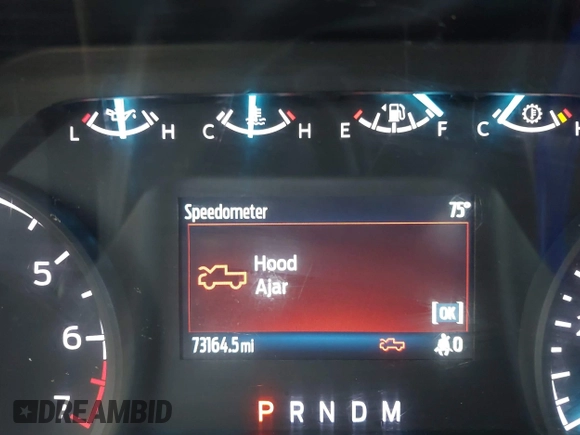 L H C H E F C H
Speedometer 75°
Hood
Ajar
[OK]
73164.5 mi 0
5
6
7
P R N D M
DREAMBID